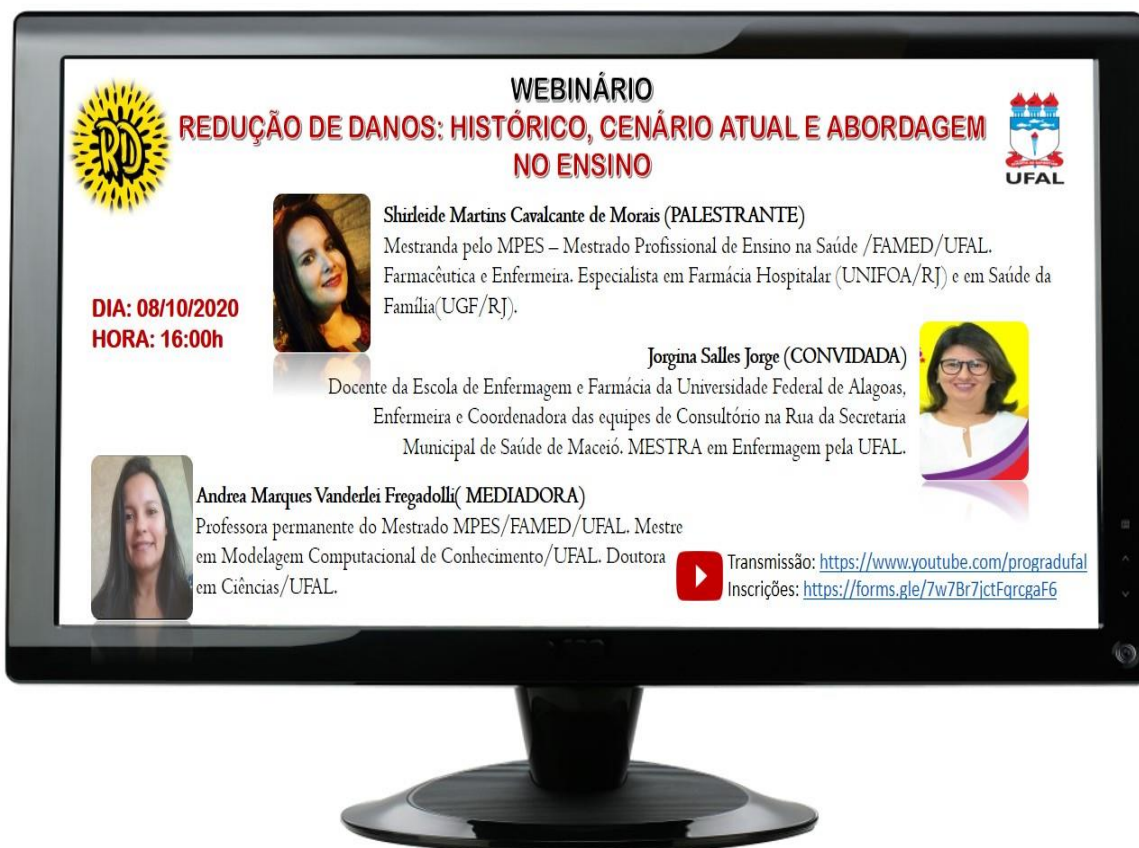 WEBINÁRIO
REDUÇÃO DE DANOS: HISTÓRICO, CENÁRIO ATUAL E ABORDAGEM
NO ENSINO
RD
UFAL
DIA: 08/10/2020
HORA: 16:00h
Shirleide Martins Cavalcante de Morais (PALESTRANTE)
Mestranda pelo MPES – Mestrado Profissional de Ensino na Saúde /FAMED/UFAL.
Farmacêutica e Enfermeira. Especialista em Farmácia Hospitalar (UNIFOA/RJ) e em Saúde da
Família(UGF/RJ).
Jorgina Salles Jorge (CONVIDADA)
Docente da Escola de Enfermagem e Farmácia da Universidade Federal de Alagoas,
Enfermeira e Coordenadora das equipes de Consultório na Rua da Secretaria
Municipal de Saúde de Maceió. MESTRA em Enfermagem pela UFAL.
Andrea Marques Vanderlei Fregadolli( MEDIADORA)
Professora permanente do Mestrado MPES/FAMED/UFAL. Mestre
em Modelagem Computacional de Conhecimento/UFAL. Doutora
em Ciências/UFAL.
Transmissão: https://www.youtube.com/progradufal
Inscrições: https://forms.gle/7w7Br7jctFqrcgaF6